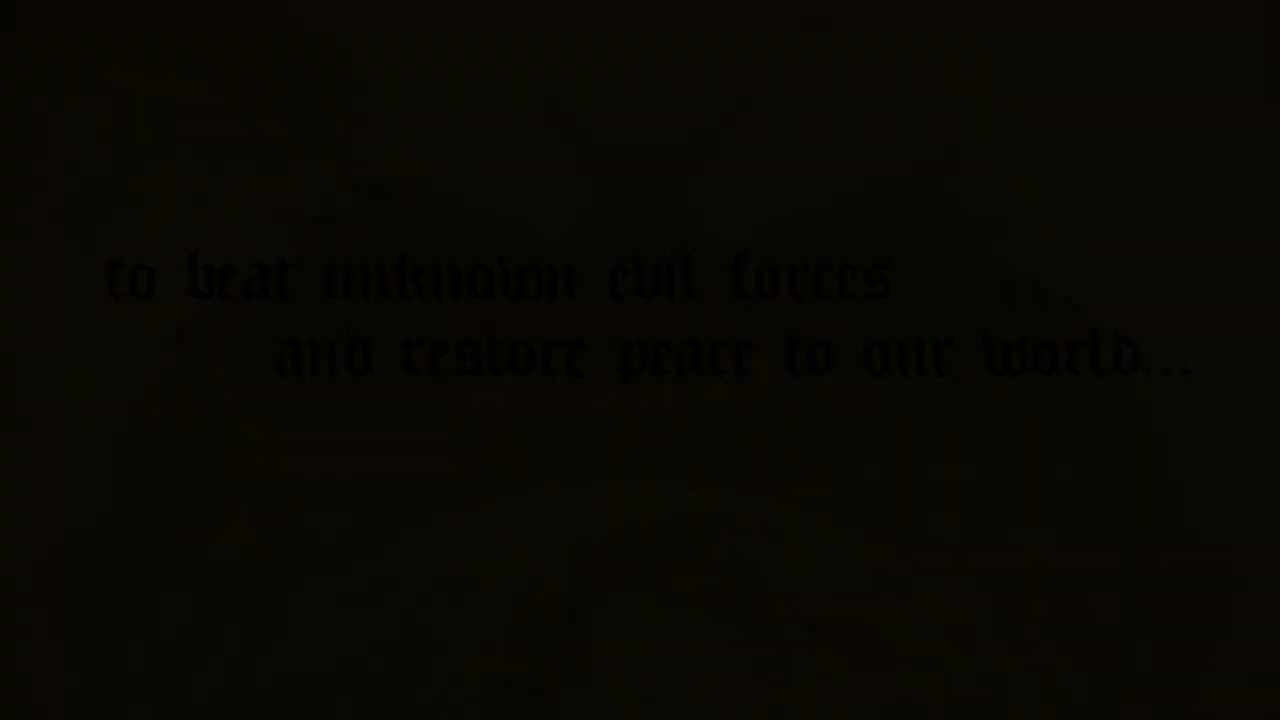 to beat unknown evil forces
and restore peace to our world...